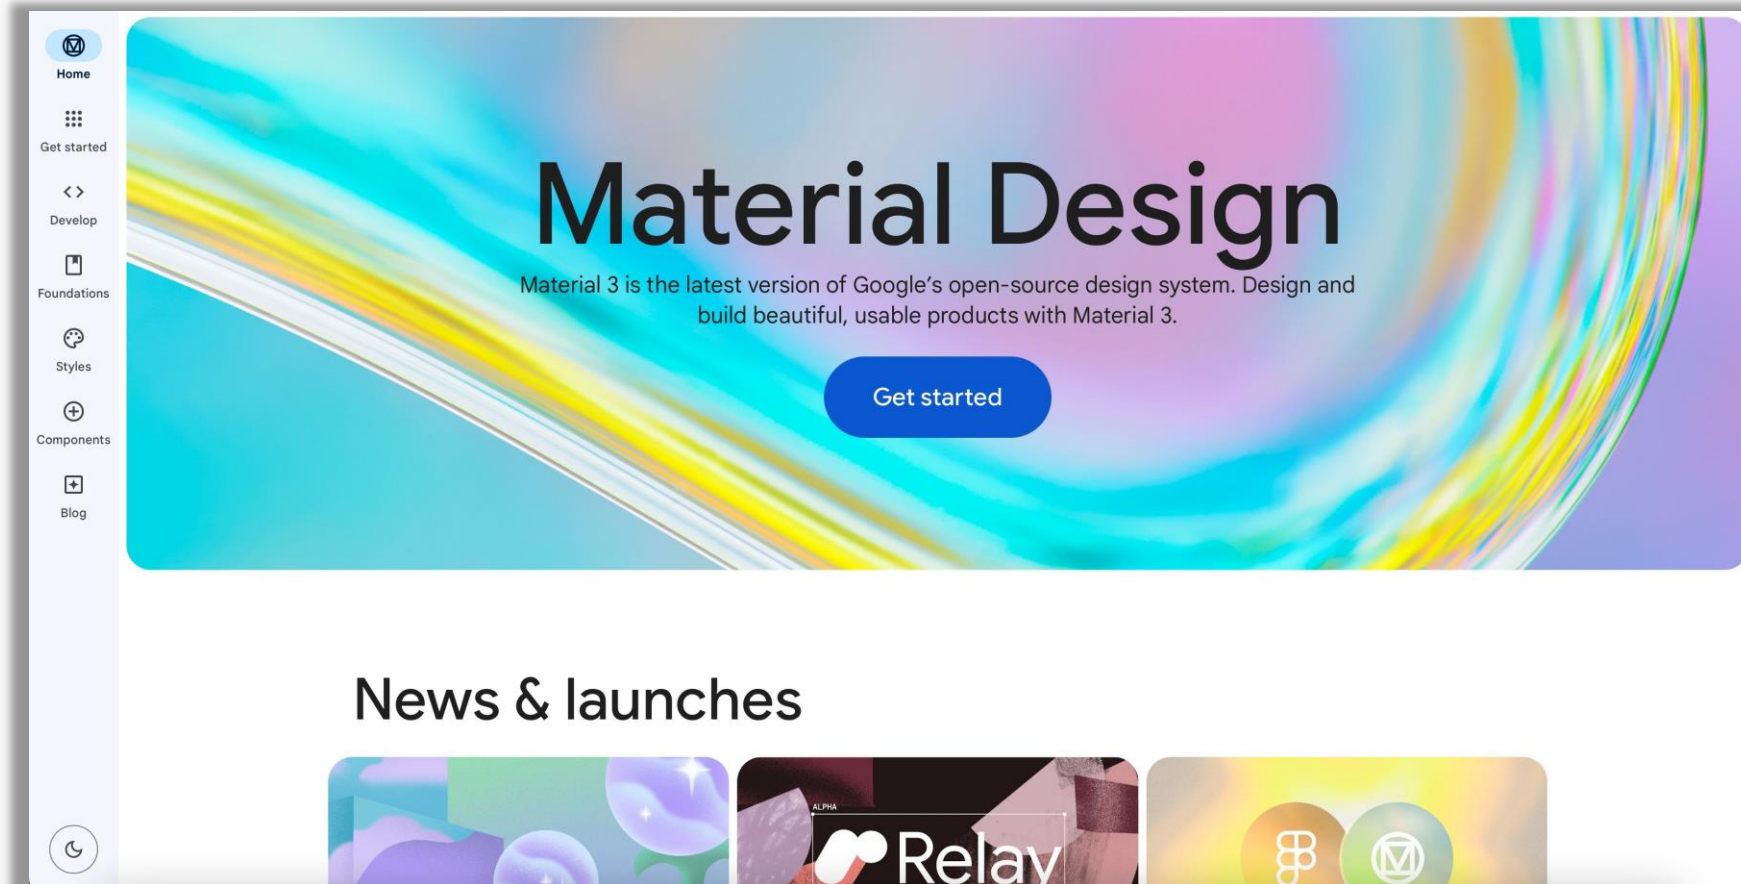 Home
Get started
Develop
Foundations
Styles
Components
Blog
Material Design
Material 3 is the latest version of Google’s open-source design system. Design and
build beautiful, usable products with Material 3.
Get started
News & launches
ALPHA
Relay